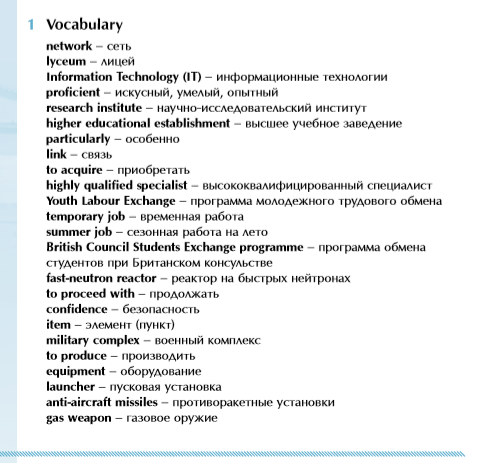 1 Vocabulary
network – сеть
lyceum – лицей
Information Technology (IT) – информационные технологии
proficient – искусный, умелый, опытный
research institute – научно-исследовательский институт
higher educational establishment – высшее учебное заведение
particularly – особенно
link – связь
to acquire – приобретать
highly qualified specialist – высококвалифицированный специалист
Youth Labour Exchange – программа молодежного трудового обмена
temporary job – временная работа
summer job – сезонная работа на лето
British Council Students Exchange programme – программа обмена
студентов при Британском консульстве
fast-neutron reactor – реактор на быстрых нейтронах
to proceed with – продолжать
confidence – безопасность
item – элемент (пункт)
military complex – военный комплекс
to produce – производить
equipment – оборудование
launcher – пусковая установка
anti-aircraft missiles – противоракетные установки
gas weapon – газовое оружие